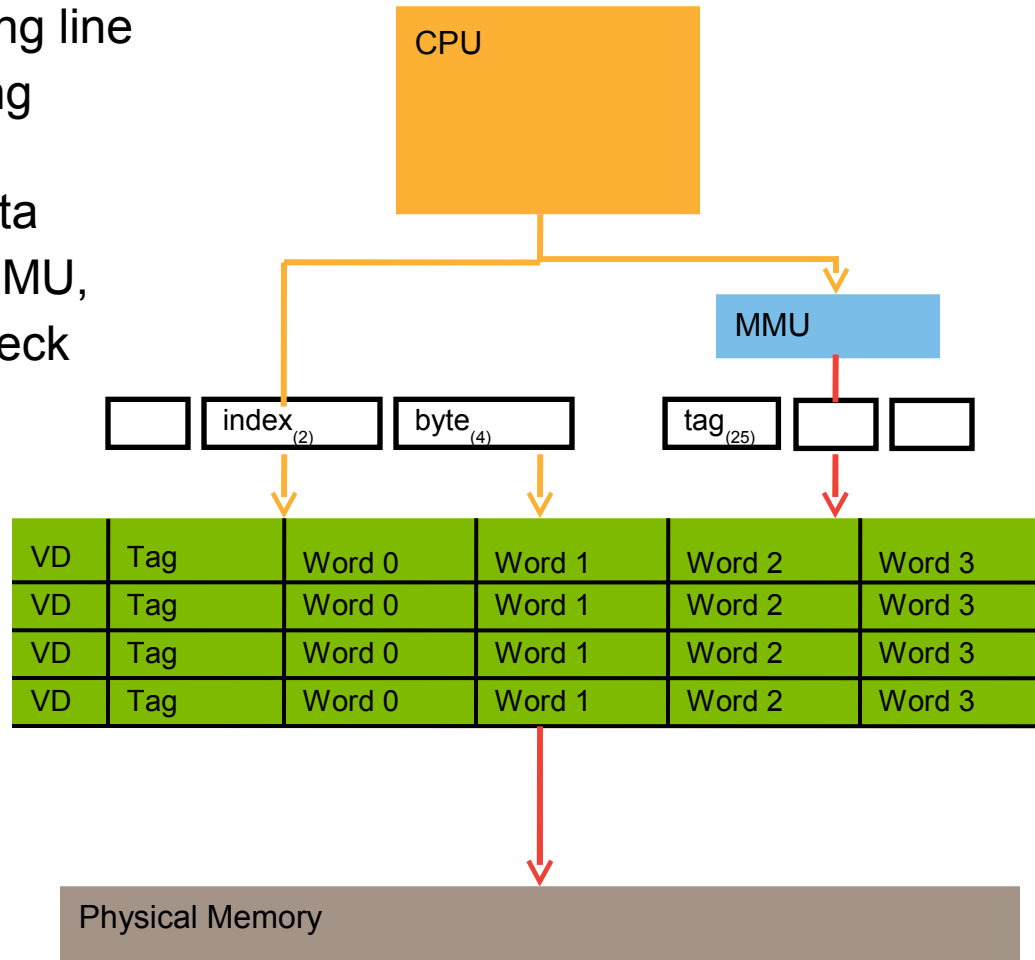 ng line
ng
ta
MU,
eck
CPU
MMU
index(2)
byte(4)
tag(25)
VD Tag Word 0 Word 1 Word 2 Word 3
VD Tag Word 0 Word 1 Word 2 Word 3
VD Tag Word 0 Word 1 Word 2 Word 3
VD Tag Word 0 Word 1 Word 2 Word 3
Physical Memory